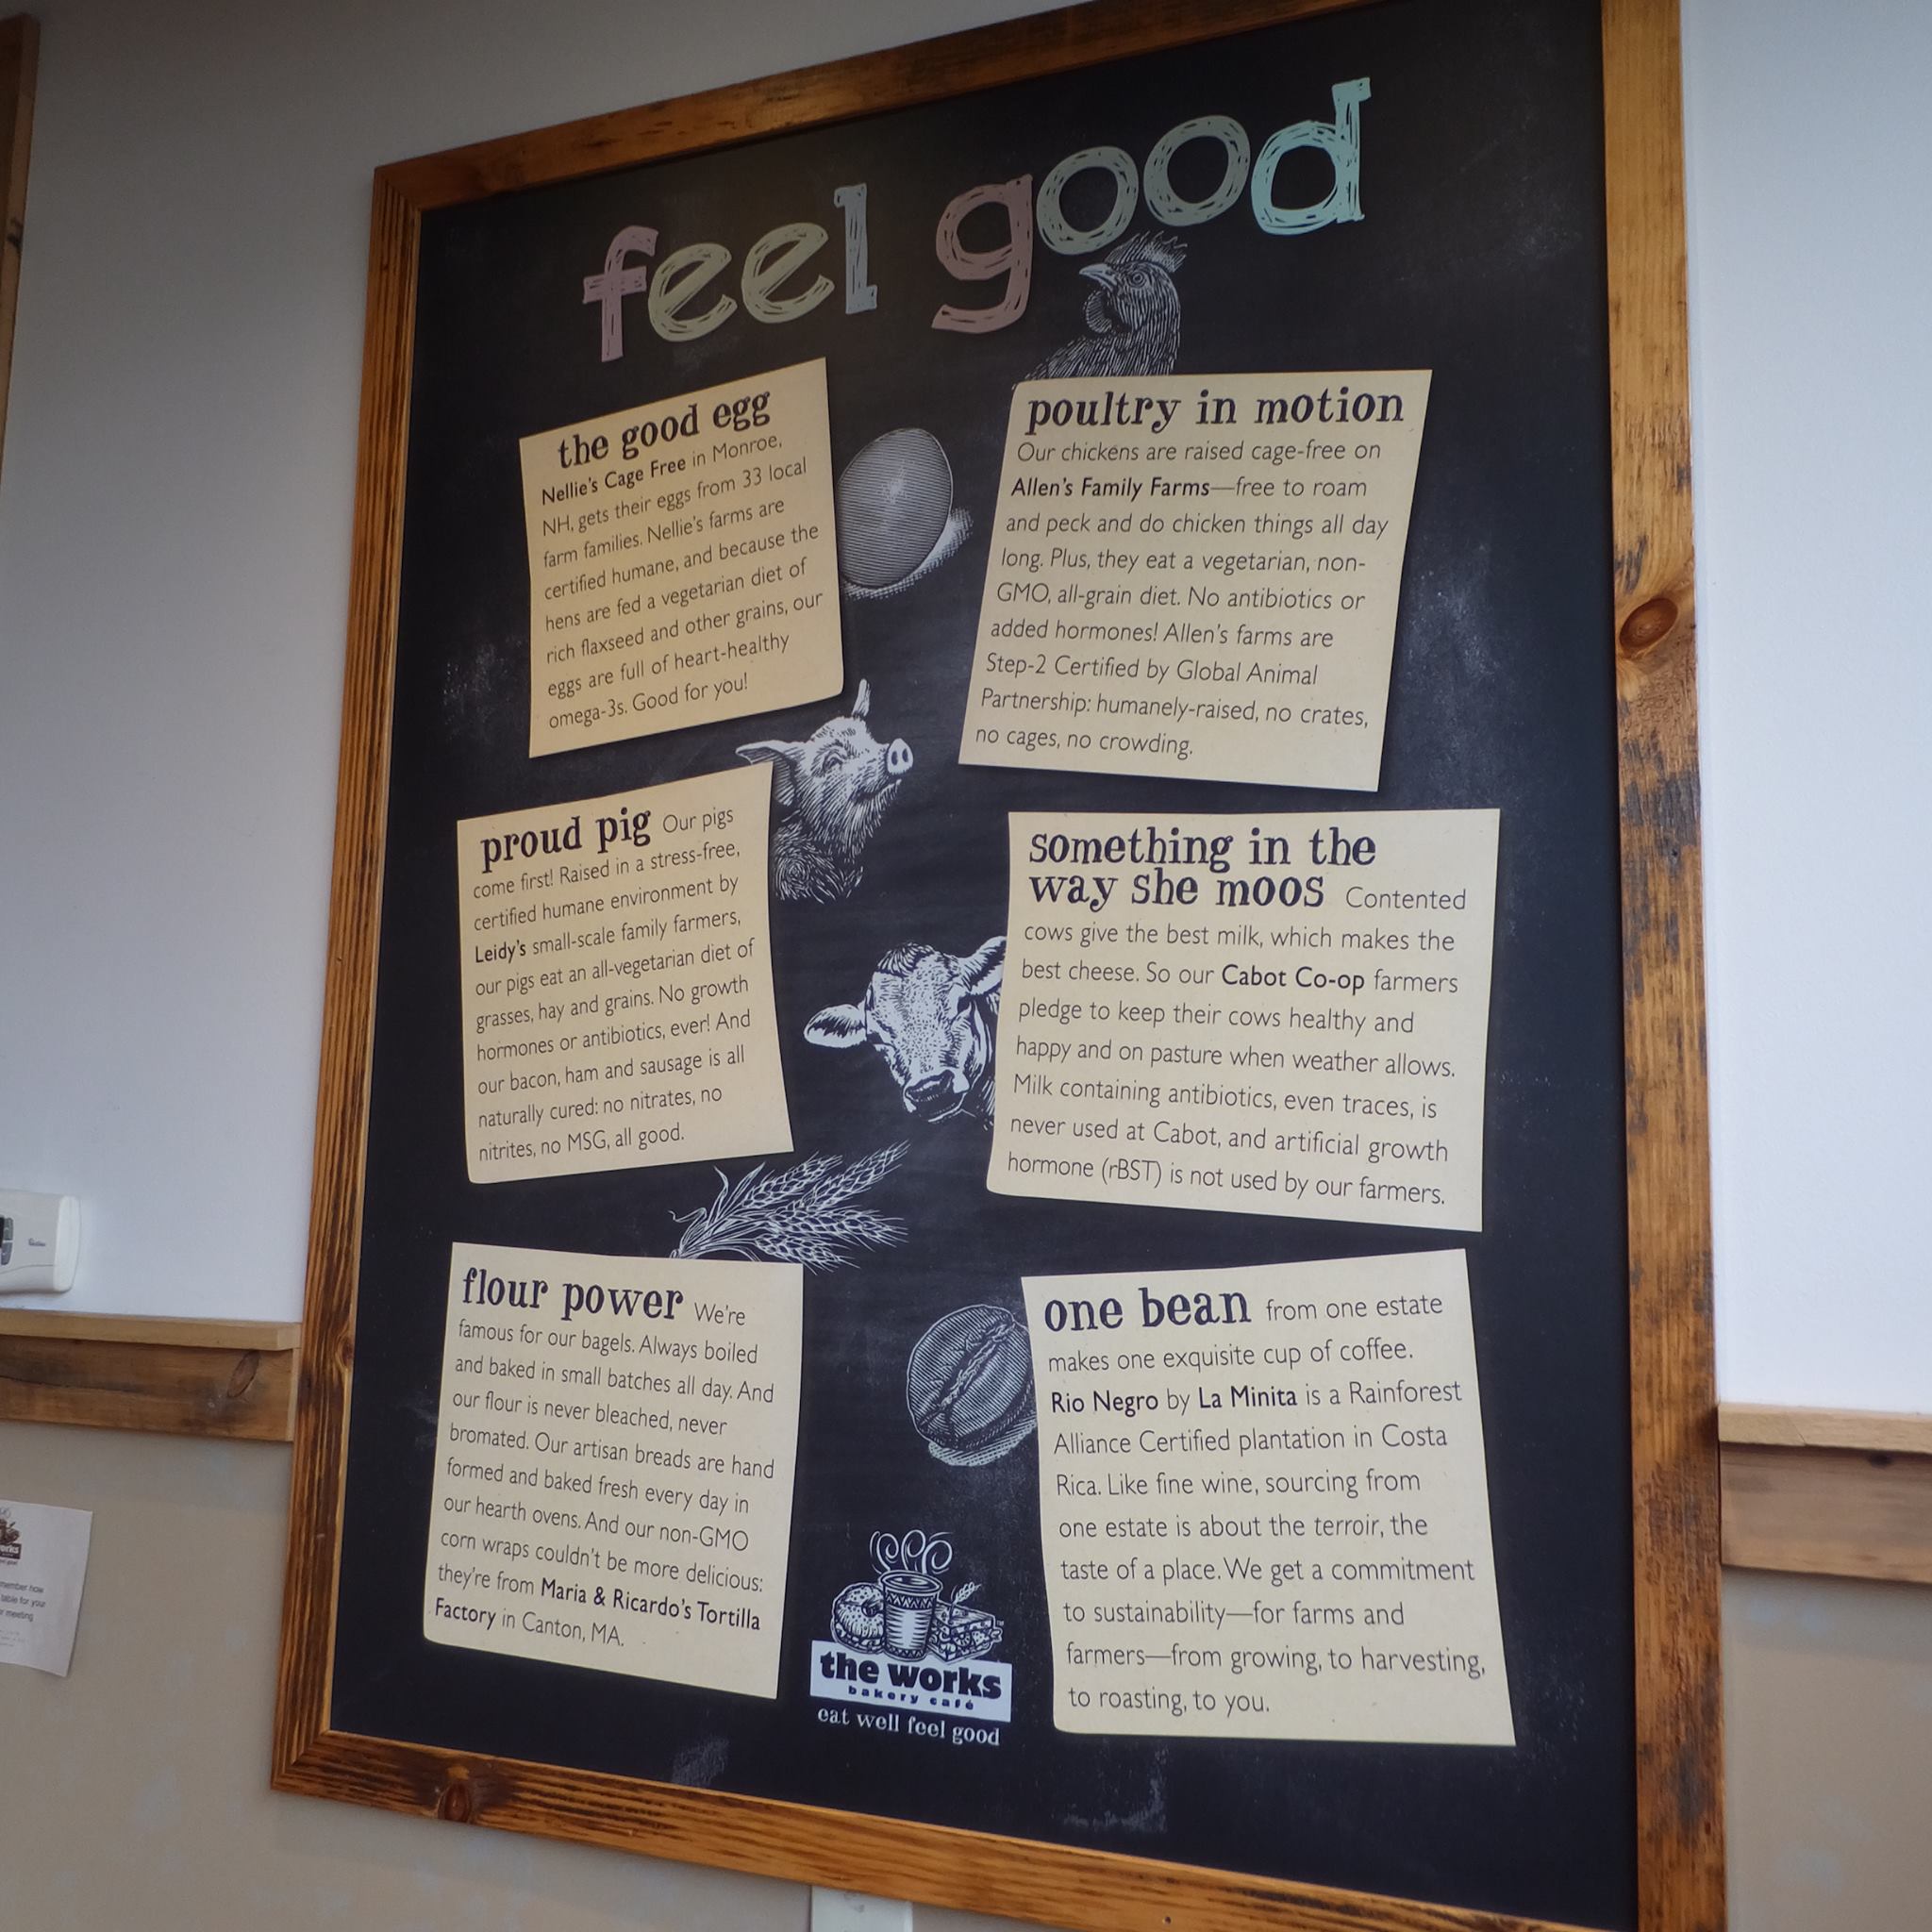 feel good
the good egg
Nellie's Cage Free in Monroe,
NH, gets their eggs from 33 local
farm families. Nellie's farms are
certified humane, and because the
hens are fed a vegetarian diet of
rich flaxseed and other grains, our
eggs are full of heart-healthy
omega-3s. Good for you!
poultry in motion
Our chickens are raised cage-free on
Allen's Family Farms—free to roam
and peck and do chicken things all day
long. Plus, they eat a vegetarian, non-
GMO, all-grain diet. No antibiotics or
added hormones! Allen's farms are
Step-2 Certified by Global Animal
Partnership: humanely-raised, no crates,
no cages, no crowding.
proud pig Our pigs
come first! Raised in a stress-free,
certified humane environment by
Leidy's small-scale family farmers,
our pigs eat an all-vegetarian diet of
grasses, hay and grains. No growth
hormones or antibiotics, ever! And
our bacon, ham and sausage is all
naturally cured: no nitrates, no
nitrites, no MSG, all good.
something in the
way she moos Contented
cows give the best milk, which makes the
best cheese. So our Cabot Co-op farmers
pledge to keep their cows healthy and
happy and on pasture when weather allows.
Milk containing antibiotics, even traces, is
never used at Cabot, and artificial growth
hormone (rBST) is not used by our farmers.
flour power We're
famous for our bagels. Always boiled
and baked in small batches all day. And
our flour is never bleached, never
bromated. Our artisan breads are hand
formed and baked fresh every day in
our hearth ovens. And our non-GMO
corn wraps couldn't be more delicious:
they're from Maria & Ricardo's Tortilla
Factory in Canton, MA.
one bean from one estate
makes one exquisite cup of coffee.
Rio Negro by La Minita is a Rainforest
Alliance Certified plantation in Costa
Rica. Like fine wine, sourcing from
one estate is about the terroir, the
taste of a place. We get a commitment
to sustainability—for farms and
farmers—from growing, to harvesting,
to roasting, to you.
the works
bakery café
eat well feel good
table for your
meeting